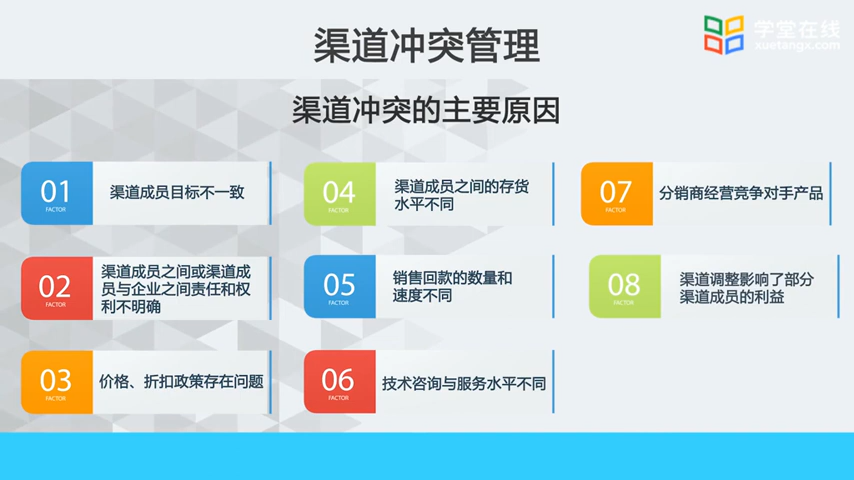 渠道冲突管理
学堂在线
xuetangx.com
渠道冲突的主要原因
01
FACTOR
渠道成员目标不一致
02
FACTOR
渠道成员之间或渠道成
员与企业之间责任和权
利不明确
03
FACTOR
价格、折扣政策存在问题
04
FACTOR
渠道成员之间的存货
水平不同
05
FACTOR
销售回款的数量和
速度不同
06
FACTOR
技术咨询与服务水平不同
07
FACTOR
分销商经营竞争对手产品
08
FACTOR
渠道调整影响了部分
渠道成员的利益